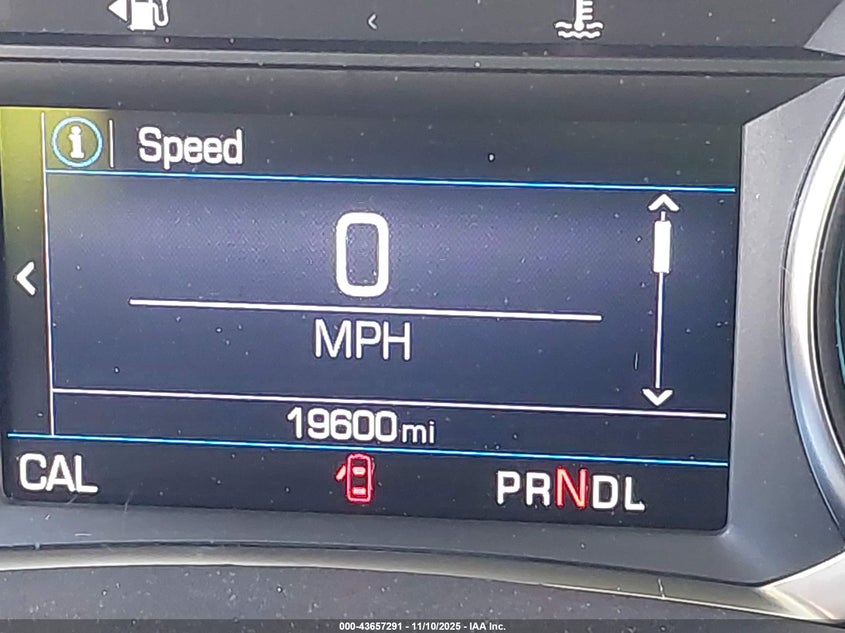 Speed
0
MPH
19600 mi
CAL
PRNDL
000-43657291 - 11/10/2025 - IAA Inc.